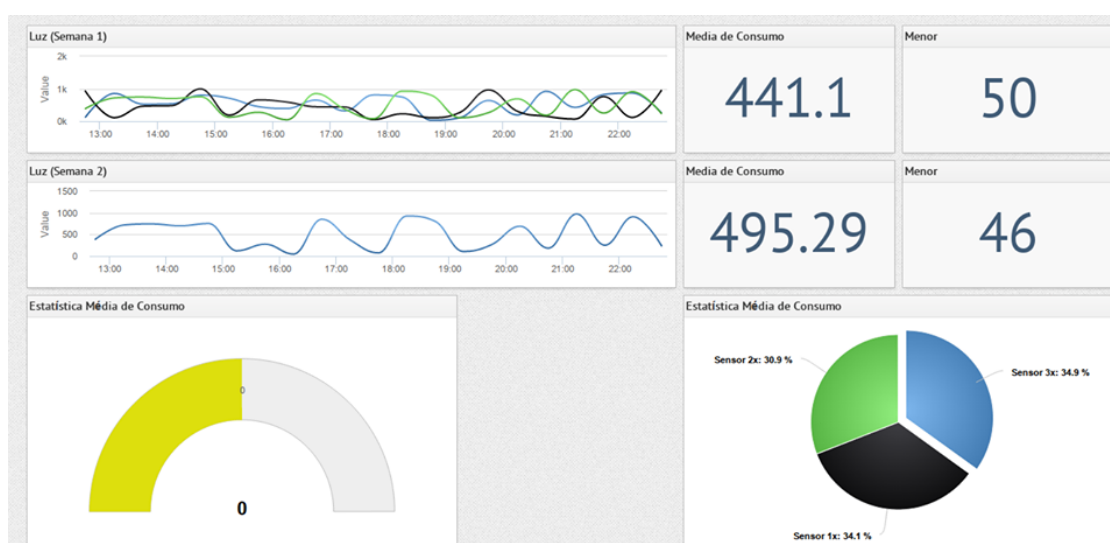 Luz (Semana 1)
Value
2k
1k
0k
13:00 14:00 15:00 16:00 17:00 18:00 19:00 20:00 21:00 22:00
Media de Consumo
441.1
Menor
50
Luz (Semana 2)
Value
1500
1000
500
0
13:00 14:00 15:00 16:00 17:00 18:00 19:00 20:00 21:00 22:00
Media de Consumo
495.29
Menor
46
Estatística Média de Consumo
0
0
Estatística Média de Consumo
Sensor 2x: 30.9 %
Sensor 3x: 34.9 %
Sensor 1x: 34.1 %